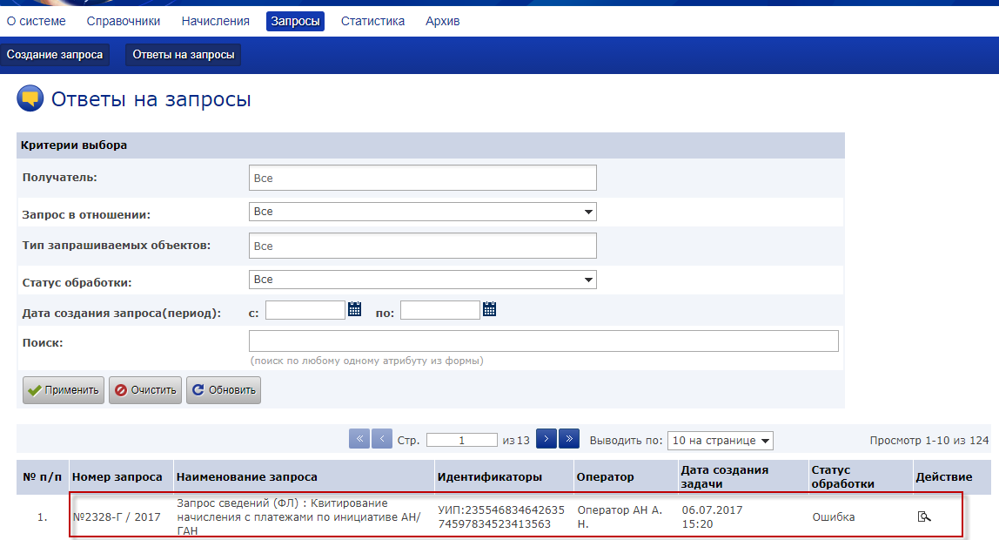 О системе Справочники Начисления Запросы Статистика Архив
Создание запроса Ответы на запросы
Ответы на запросы
Критерии выбора
Получатель: Все
Запрос в отношении: Все
Тип запрашиваемых объектов: Все
Статус обработки: Все
Дата создания запроса(период): с: по:
Поиск:
(поиск по любому одному атрибуту из формы)
Применить Очистить Обновить
« ‹ Стр. 1 из 13 › » Выводить по: 10 на странице Просмотр 1-10 из 124
№ п/п Номер запроса Наименование запроса Идентификаторы Оператор Дата создания задачи Статус обработки Действие
1. №2328-Г / 2017 Запрос сведений (ФЛ) : Квитирование
начисления с платежами по инициативе АН/
ГАН
УИП:235546834642635
74597834523413563
Оператор АН А.
Н.
06.07.2017
15:20
Ошибка